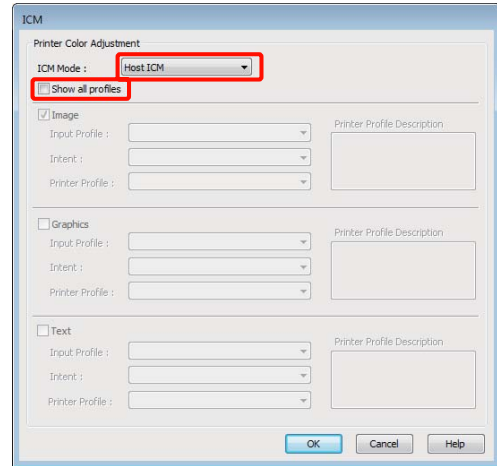 ICM
Printer Color Adjustment
ICM Mode : Host ICM
Show all profiles
Image
Printer Profile Description
Input Profile :
Intent :
Printer Profile :
Graphics
Printer Profile Description
Input Profile :
Intent :
Printer Profile :
Text
Printer Profile Description
Input Profile :
Intent :
Printer Profile :
OK Cancel Help